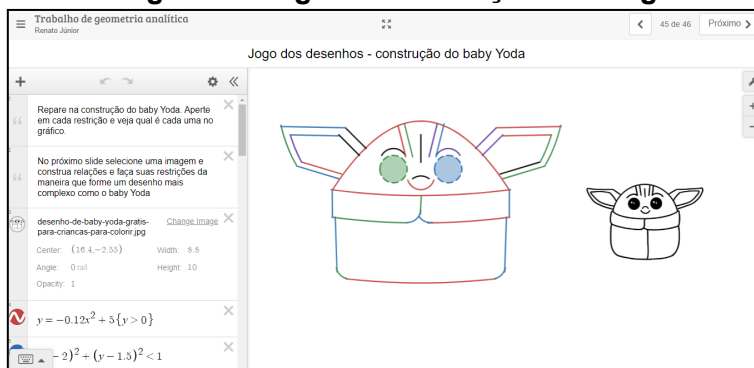 Trabalho de geometria analítica
Renato Júnior
45 de 46
Próximo
Jogo dos desenhos - construção do baby Yoda
Repare na construção do baby Yoda. Aperte
em cada restrição e veja qual é cada uma no
gráfico.
No próximo slide selecione uma imagem e
construa relações e faça suas restrições da
maneira que forme um desenho mais
complexo como o baby Yoda
desenho-de-baby-yoda-gratis-
para-criancas-para-colorir.jpg
Change Image
Center: (16.4,-2.55) Width: 8.8
Angle: 0 rad Height: 10
Opacity: 1
y = -0.12x² + 5{y > 0}
- 2)² + (y - 1.5)² < 1